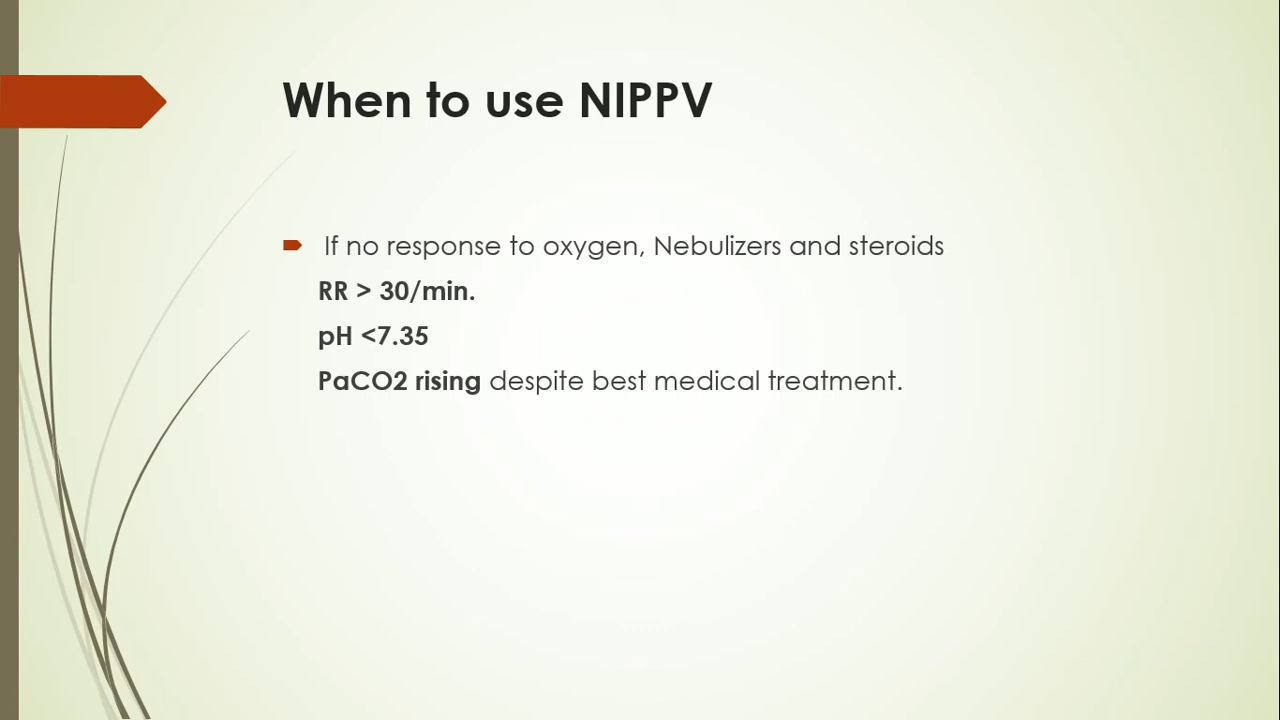 When to use NIPPV
If no response to oxygen, Nebulizers and steroids
RR > 30/min.
pH <7.35
PaCO2 rising despite best medical treatment.